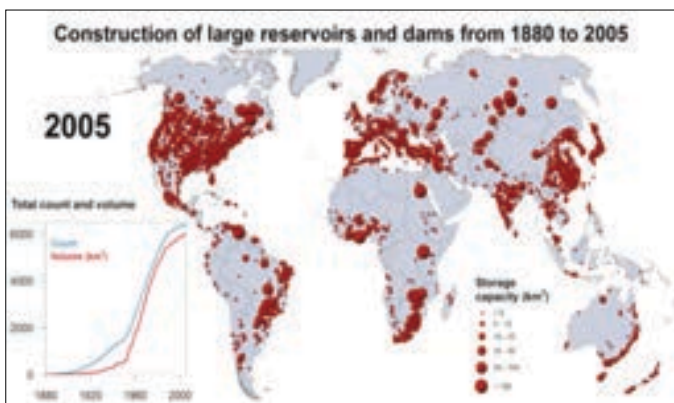 Construction of large reservoirs and dams from 1880 to 2005
2005
Total count and volume
6000
Count
Volume (km³)
4000
2000
0
1880
1920
1960
2000
Storage
capacity (km³)